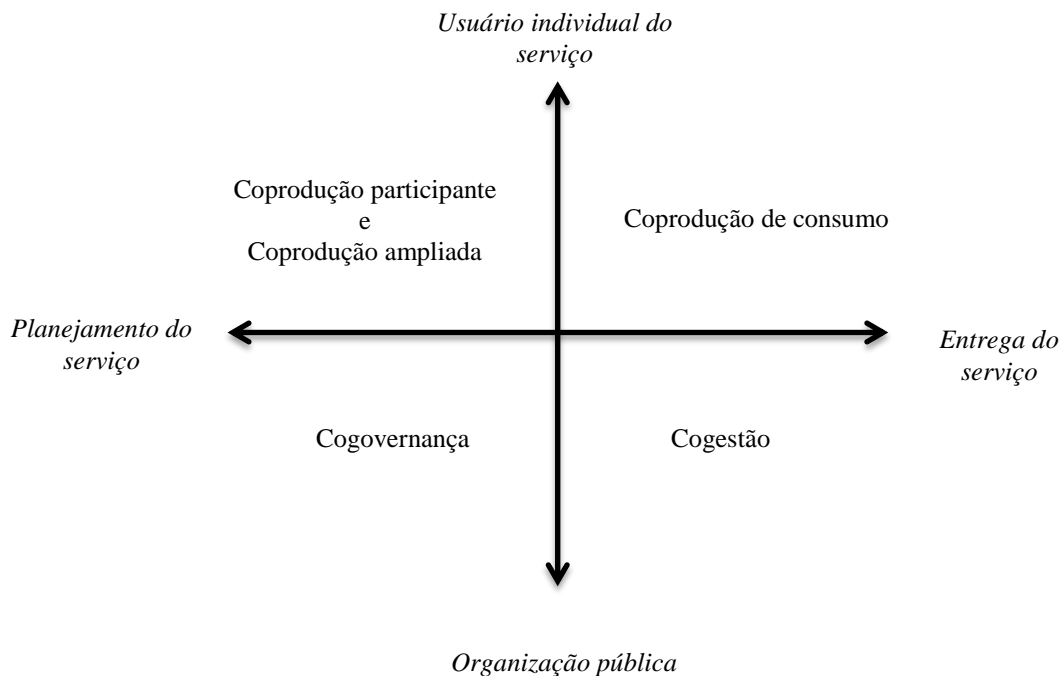 Usuário individual do
serviço
Coprodução participante
e
Coprodução ampliada
Coprodução de consumo
Planejamento do
serviço
Entrega do
serviço
Cogovernança
Cogestão
Organização pública